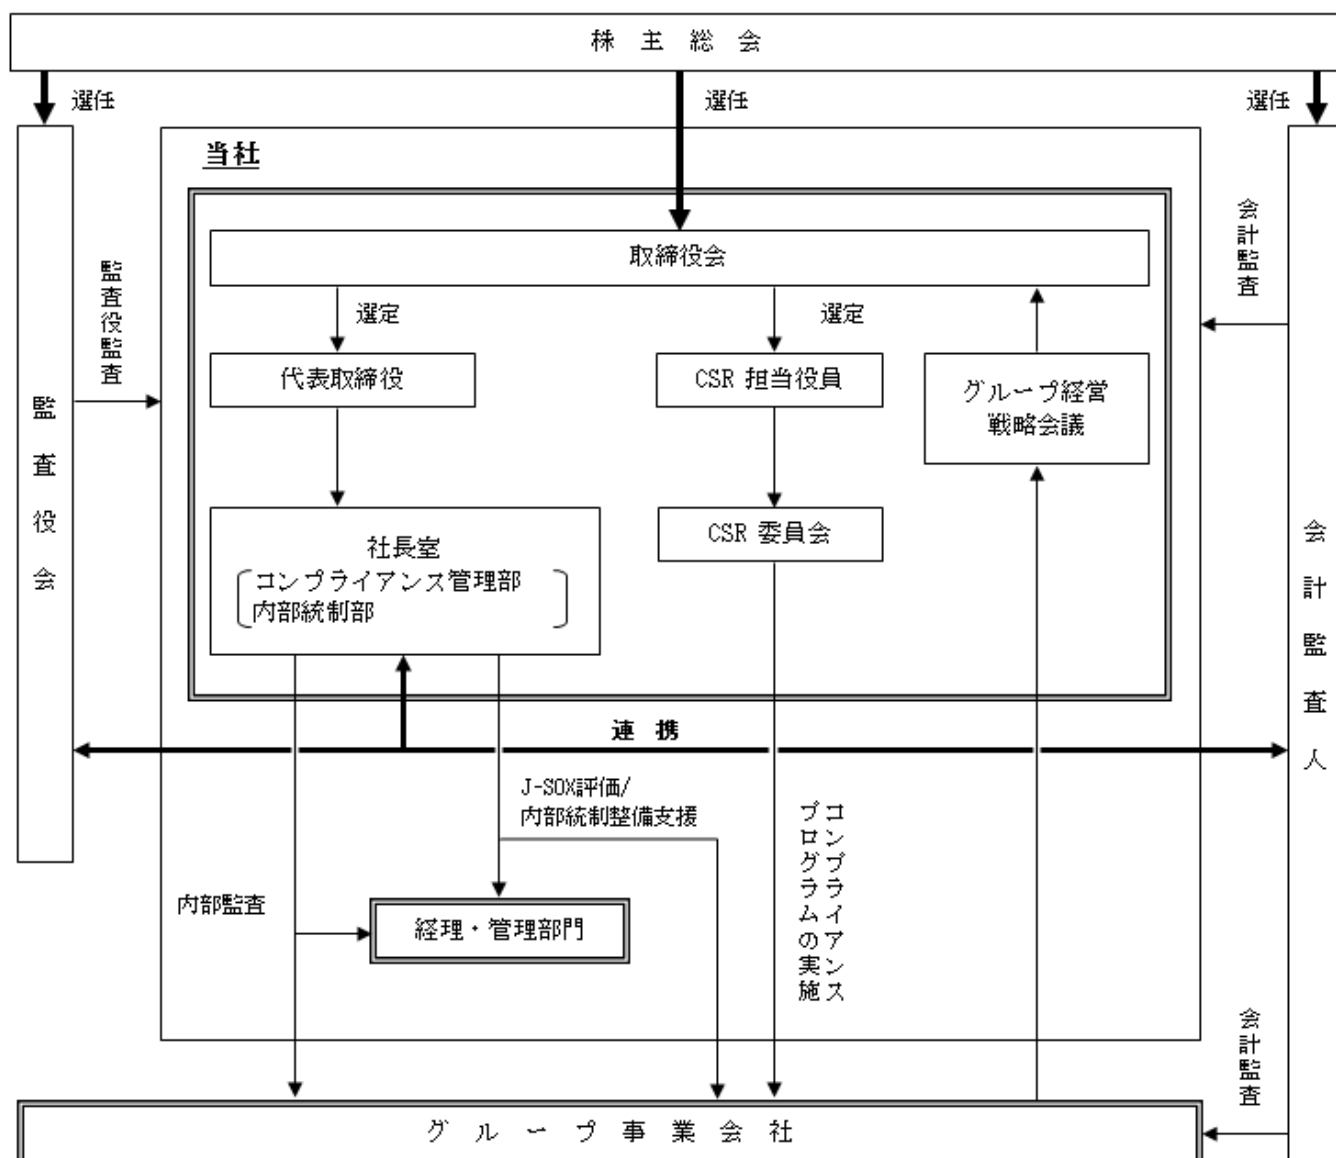 株主総会
選任
選任
選任
当社
取締役会
会計監査
監査役監査
選定
選定
代表取締役
CSR 担当役員
グループ経営
戦略会議
監査役会
社長室
コンプライアンス管理部
内部統制部
CSR 委員会
会計監査人
連携
J-SOX評価/
内部統制整備支援
コンプライアンス
プログラムの実施
内部監査
経理・管理部門
会計監査
グループ事業会社